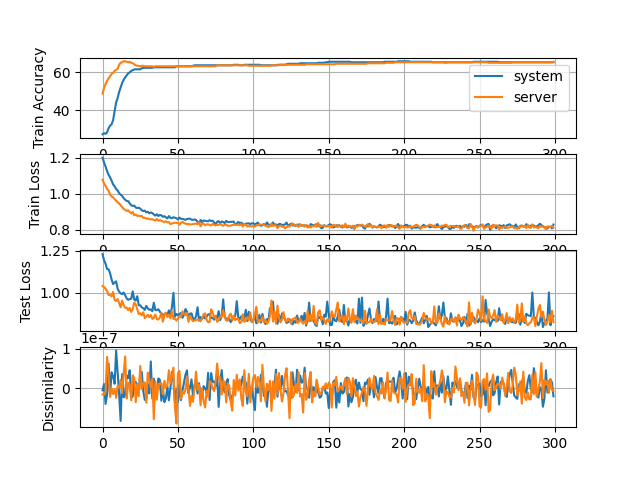 Train Accuracy
60
40
system
server
0 50 100 150 200 250 300
Train Loss
1.2
1.0
0.8
0 50 100 150 200 250 300
Test Loss
1.25
1.00
0 50 100 150 200 250 300
Dissimilarity
1e−7
1
0
0 50 100 150 200 250 300